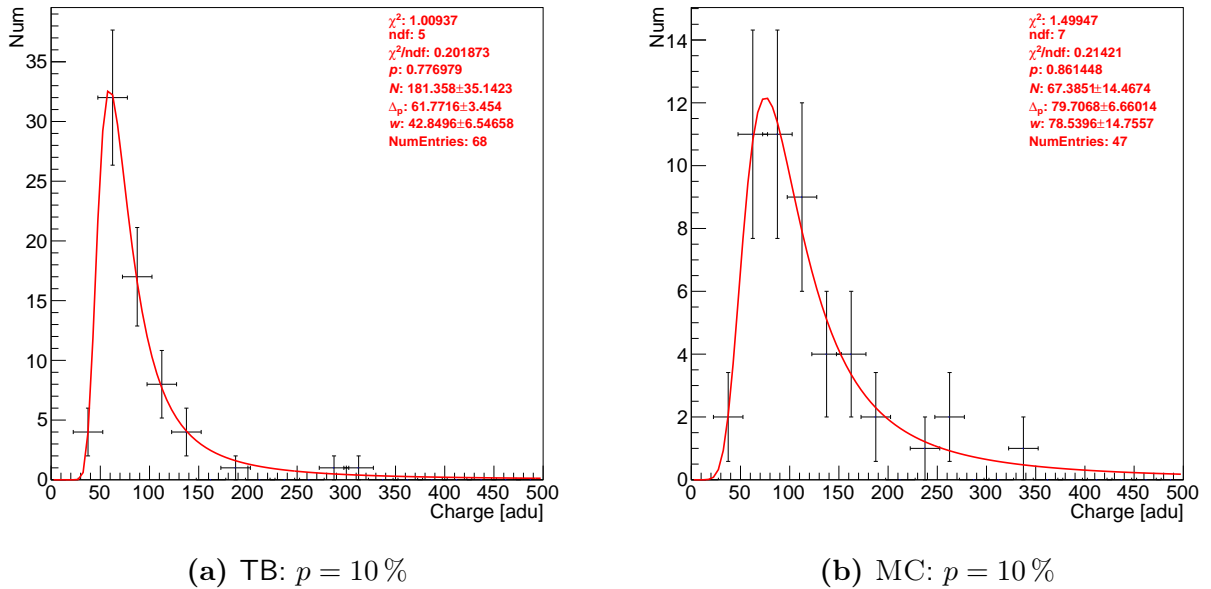 Num
χ²: 1.00937
ndf: 5
χ²/ndf: 0.201873
p: 0.776979
N: 181.358±35.1423
Δp: 61.7716±3.454
w: 42.8496±6.54658
NumEntries: 68
35
30
25
20
15
10
5
0
0 50 100 150 200 250 300 350 400 450 500
Charge [adu]
(a) TB: p = 10 %
Num
χ²: 1.49947
ndf: 7
χ²/ndf: 0.21421
p: 0.861448
N: 67.3851±14.4674
Δp: 79.7068±6.66014
w: 78.5396±14.7557
NumEntries: 47
14
12
10
8
6
4
2
0
0 50 100 150 200 250 300 350 400 450 500
Charge [adu]
(b) MC: p = 10 %